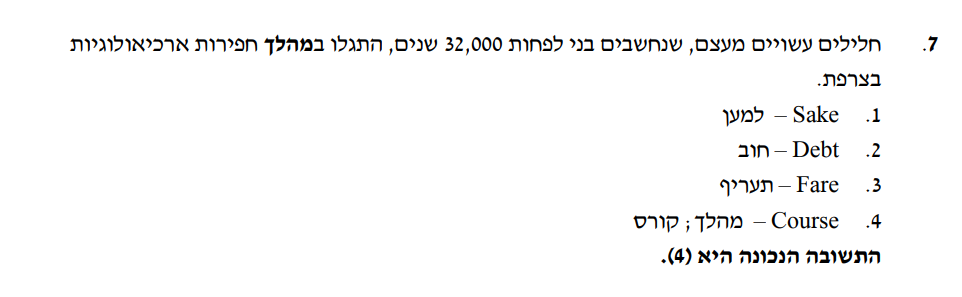 7. חלילים עשויים מעצם, שנחשבים בני לפחות 32,000 שנים, התגלו במהלך חפירות ארכיאולוגיות
בצרפת.
1. Sake – למען
2. Debt – חוב
3. Fare – תעריף
4. Course – מהלך ; קורס
התשובה הנכונה היא (4).